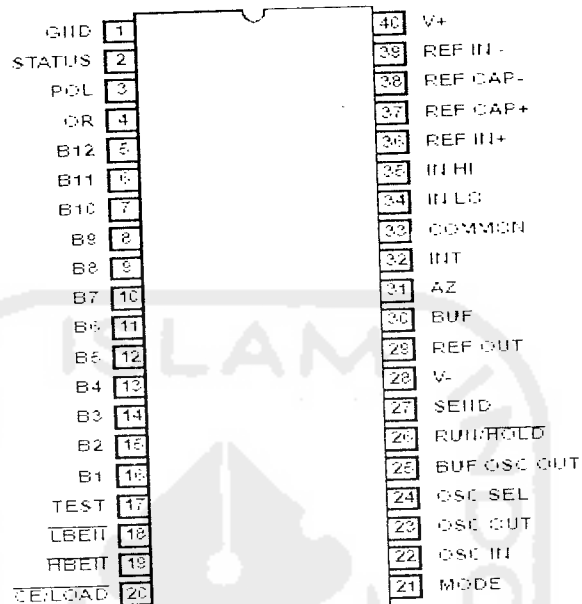 GND 1
STATUS 2
POL 3
OR 4
B12 5
B11 6
B10 7
B9 8
B8 9
B7 10
B6 11
B5 12
B4 13
B3 14
B2 15
B1 16
TEST 17
LBEN 18
HBEN 19
CE/LOAD 20
40 V+
39 REF IN -
38 REF CAP-
37 REF CAP+
36 REF IN+
35 IN HI
34 IN LO
33 COMMON
32 INT
31 AZ
30 BUF
29 REF OUT
28 V-
27 SEND
26 RUN/HOLD
25 BUF OSC OUT
24 OSC SEL
23 OSC OUT
22 OSC IN
21 MODE
ISLAM